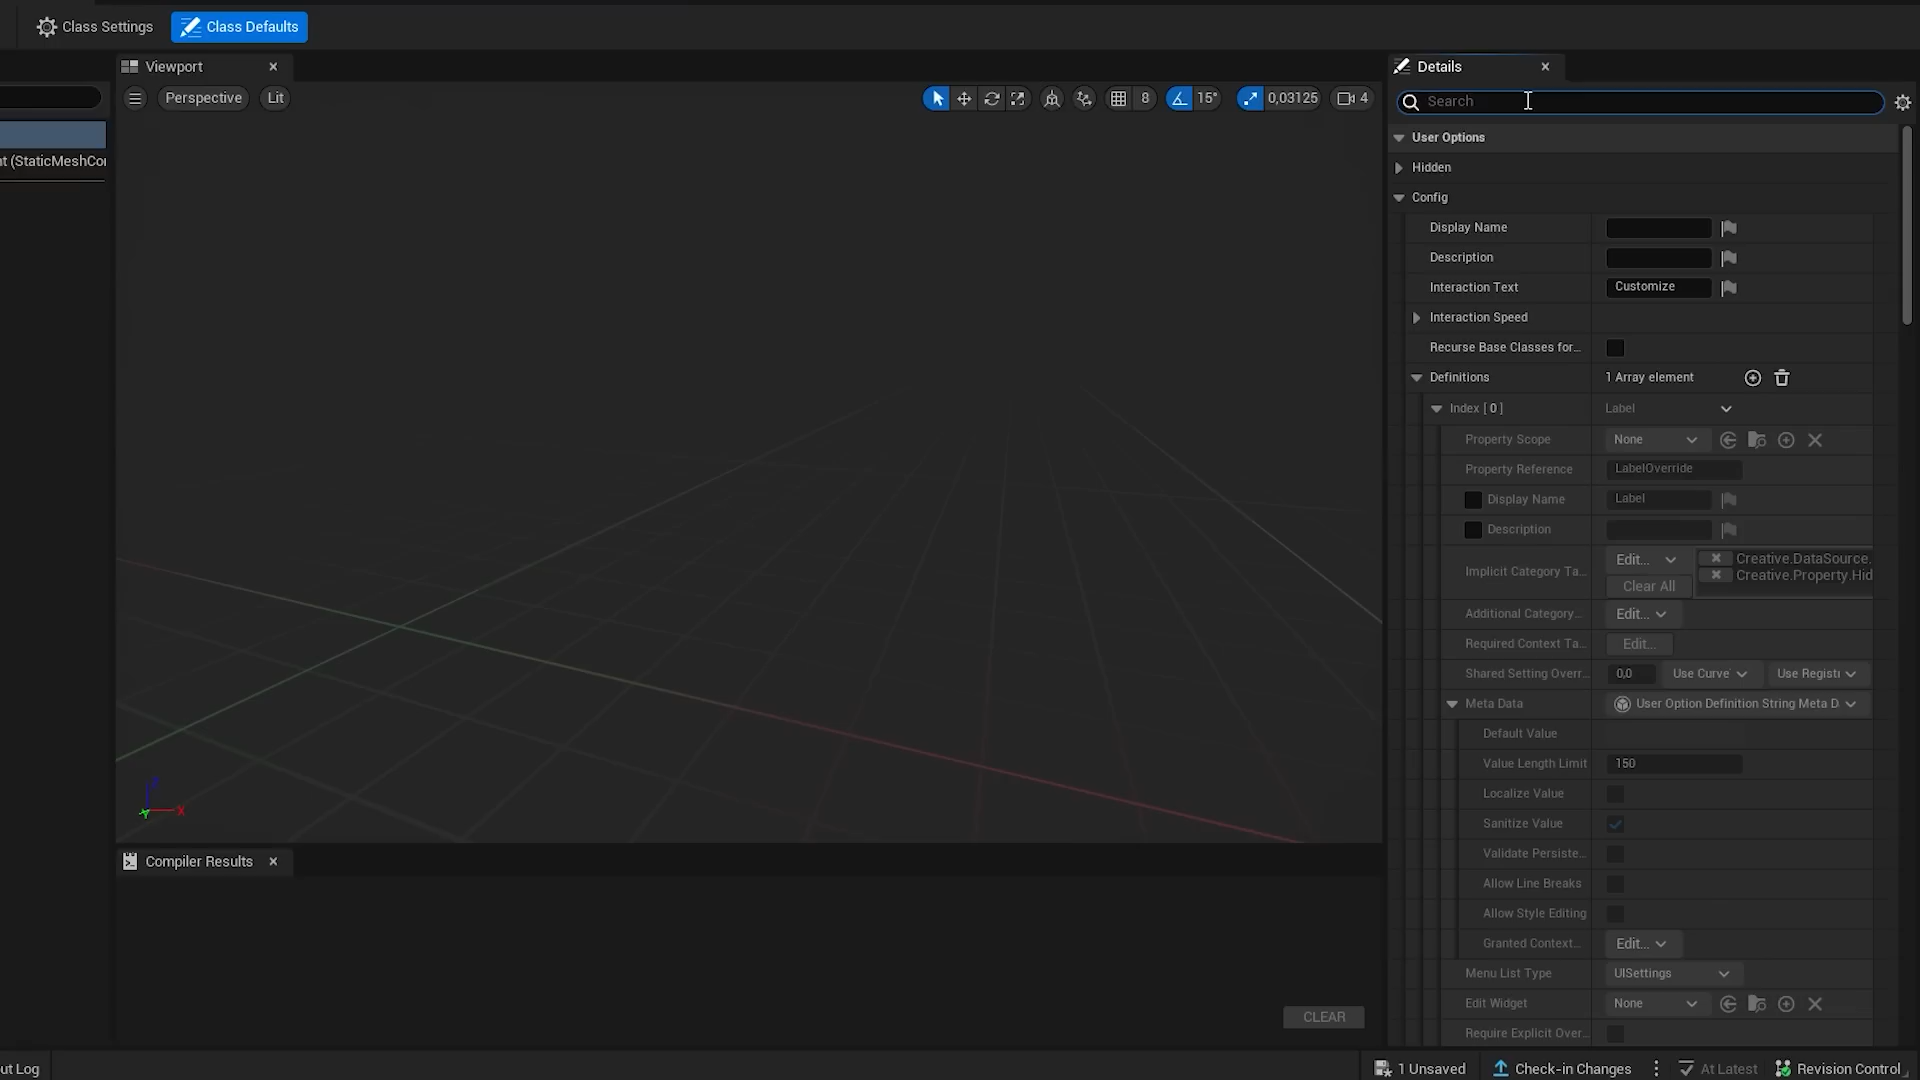 Class Settings
Class Defaults
Viewport
Details
Perspective
Lit
8
15°
0,03125
4
Search
User Options
Hidden
Config
Display Name
Description
Interaction Text
Customize
Interaction Speed
Recurse Base Classes for...
Definitions
1 Array element
Index [ 0 ]
Label
Property Scope
None
Property Reference
LabelOverride
Display Name
Label
Description
Implicit Category Ta...
Edit...
Creative.DataSource.
Creative.Property.Hid
Clear All
Additional Category...
Edit...
Required Context Ta...
Edit...
Shared Setting Overr...
0,0
Use Curve
Use Registr
Meta Data
User Option Definition String Meta D
Default Value
Value Length Limit
150
Localize Value
Sanitize Value
Validate Persiste...
Allow Line Breaks
Allow Style Editing
Granted Context...
Edit...
Menu List Type
UISettings
Edit Widget
None
Require Explicit Over...
nt (StaticMeshCor
X
Compiler Results
CLEAR
ut Log
1 Unsaved
Check-in Changes
At Latest
Revision Control